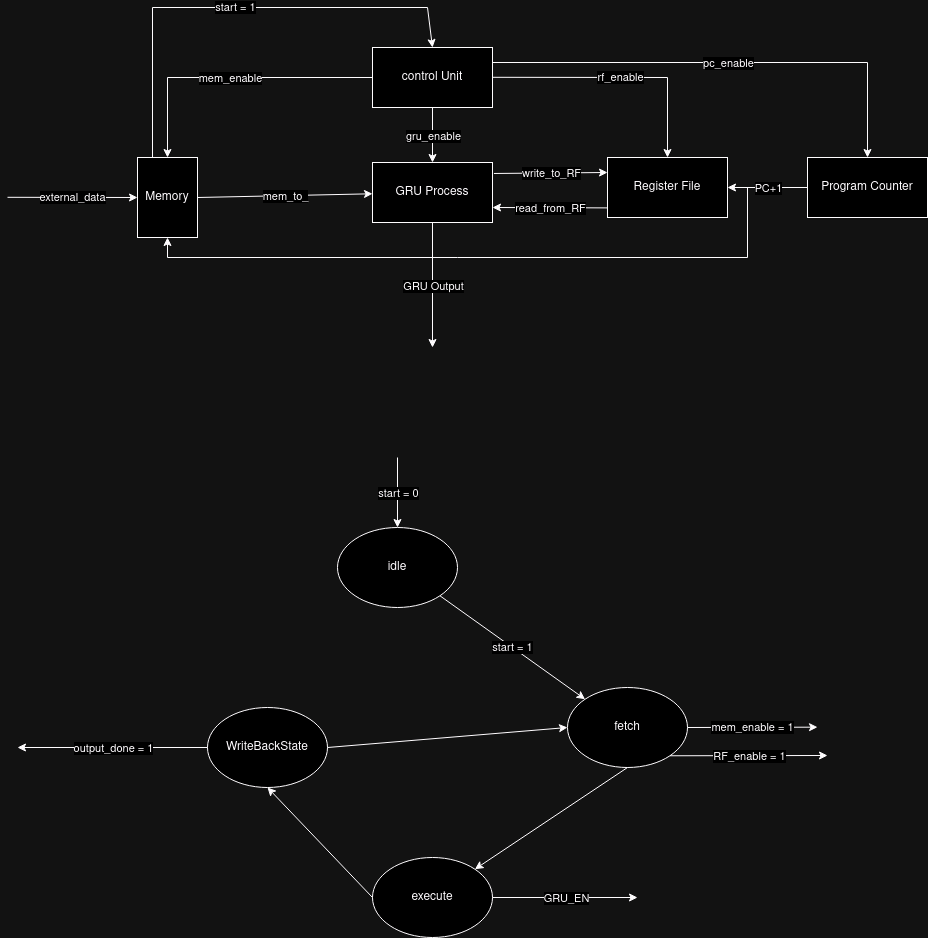 start = 1
control Unit
pc_enable
mem_enable
rf_enable
gru_enable
external_data
Memory
mem_to_
GRU Process
write_to_RF
read_from_RF
Register File
PC+1
Program Counter
GRU Output
start = 0
idle
start = 1
fetch
mem_enable = 1
RF_enable = 1
WriteBackState
output_done = 1
execute
GRU_EN